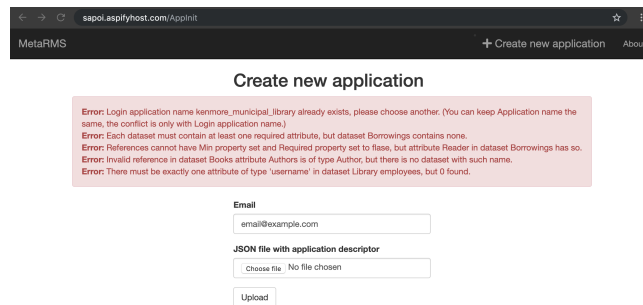 sapoi.aspifyhost.com/AppInit
MetaRMS
+ Create new application
Abou
Create new application
Error: Login application name kenmore_municipal_library already exists, please choose another. (You can keep Application name the
same, the conflict is only with Login application name.)
Error: Each dataset must contain at least one required attribute, but dataset Borrowings contains none.
Error: References cannot have Min property set and Required property set to flase, but attribute Reader in dataset Borrowings has so.
Error: Invalid reference in dataset Books attribute Authors is of type Author, but there is no dataset with such name.
Error: There must be exactly one attribute of type 'username' in dataset Library employees, but 0 found.
Email
email@example.com
JSON file with application descriptor
Choose file No file chosen
Upload